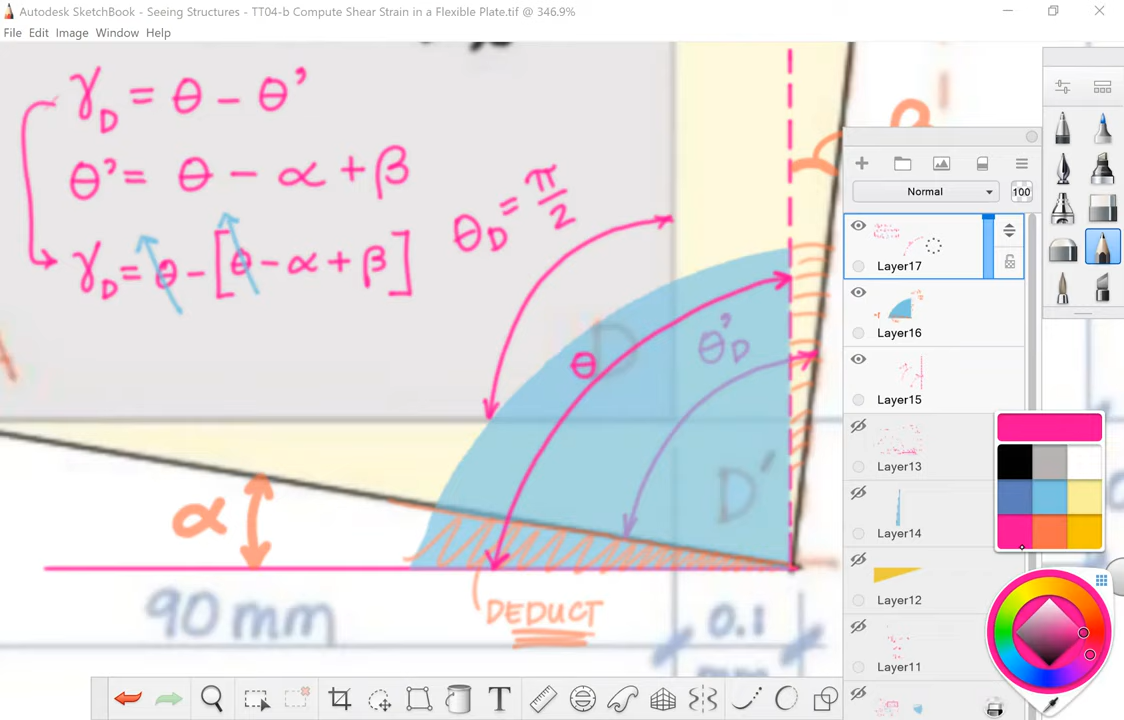 Autodesk SketchBook - Seeing Structures - TT04-b Compute Shear Strain in a Flexible Plate.tif @ 346.9%
File Edit Image Window Help
γD = θ - θ'
θ' = θ - α + β
γD = θ - [θ - α + β]
θD = π/2
θ
θ'D
D
D'
α
90 mm
DEDUCT
0.1
mm
Normal
100
Layer17
Layer16
Layer15
Layer13
Layer14
Layer12
Layer11
T